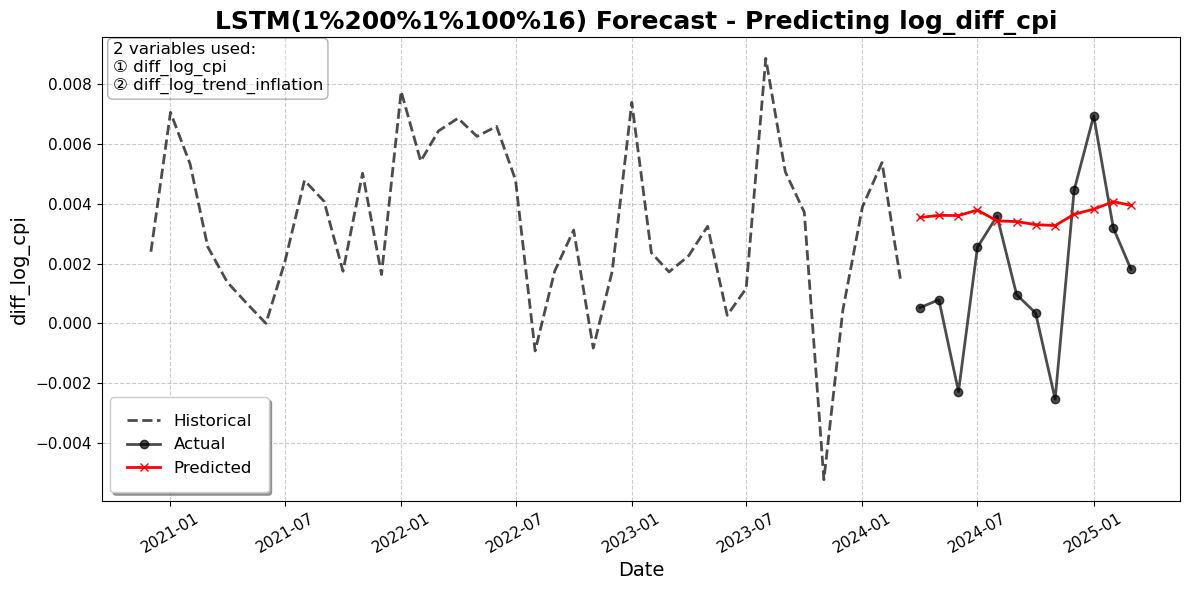 LSTM(1%200%1%100%16) Forecast - Predicting log_diff_cpi
2 variables used:
① diff_log_cpi
② diff_log_trend_inflation
diff_log_cpi
0.008
0.006
0.004
0.002
0.000
−0.002
−0.004
Historical
Actual
Predicted
2021-01
2021-07
2022-01
2022-07
2023-01
2023-07
2024-01
2024-07
2025-01
Date